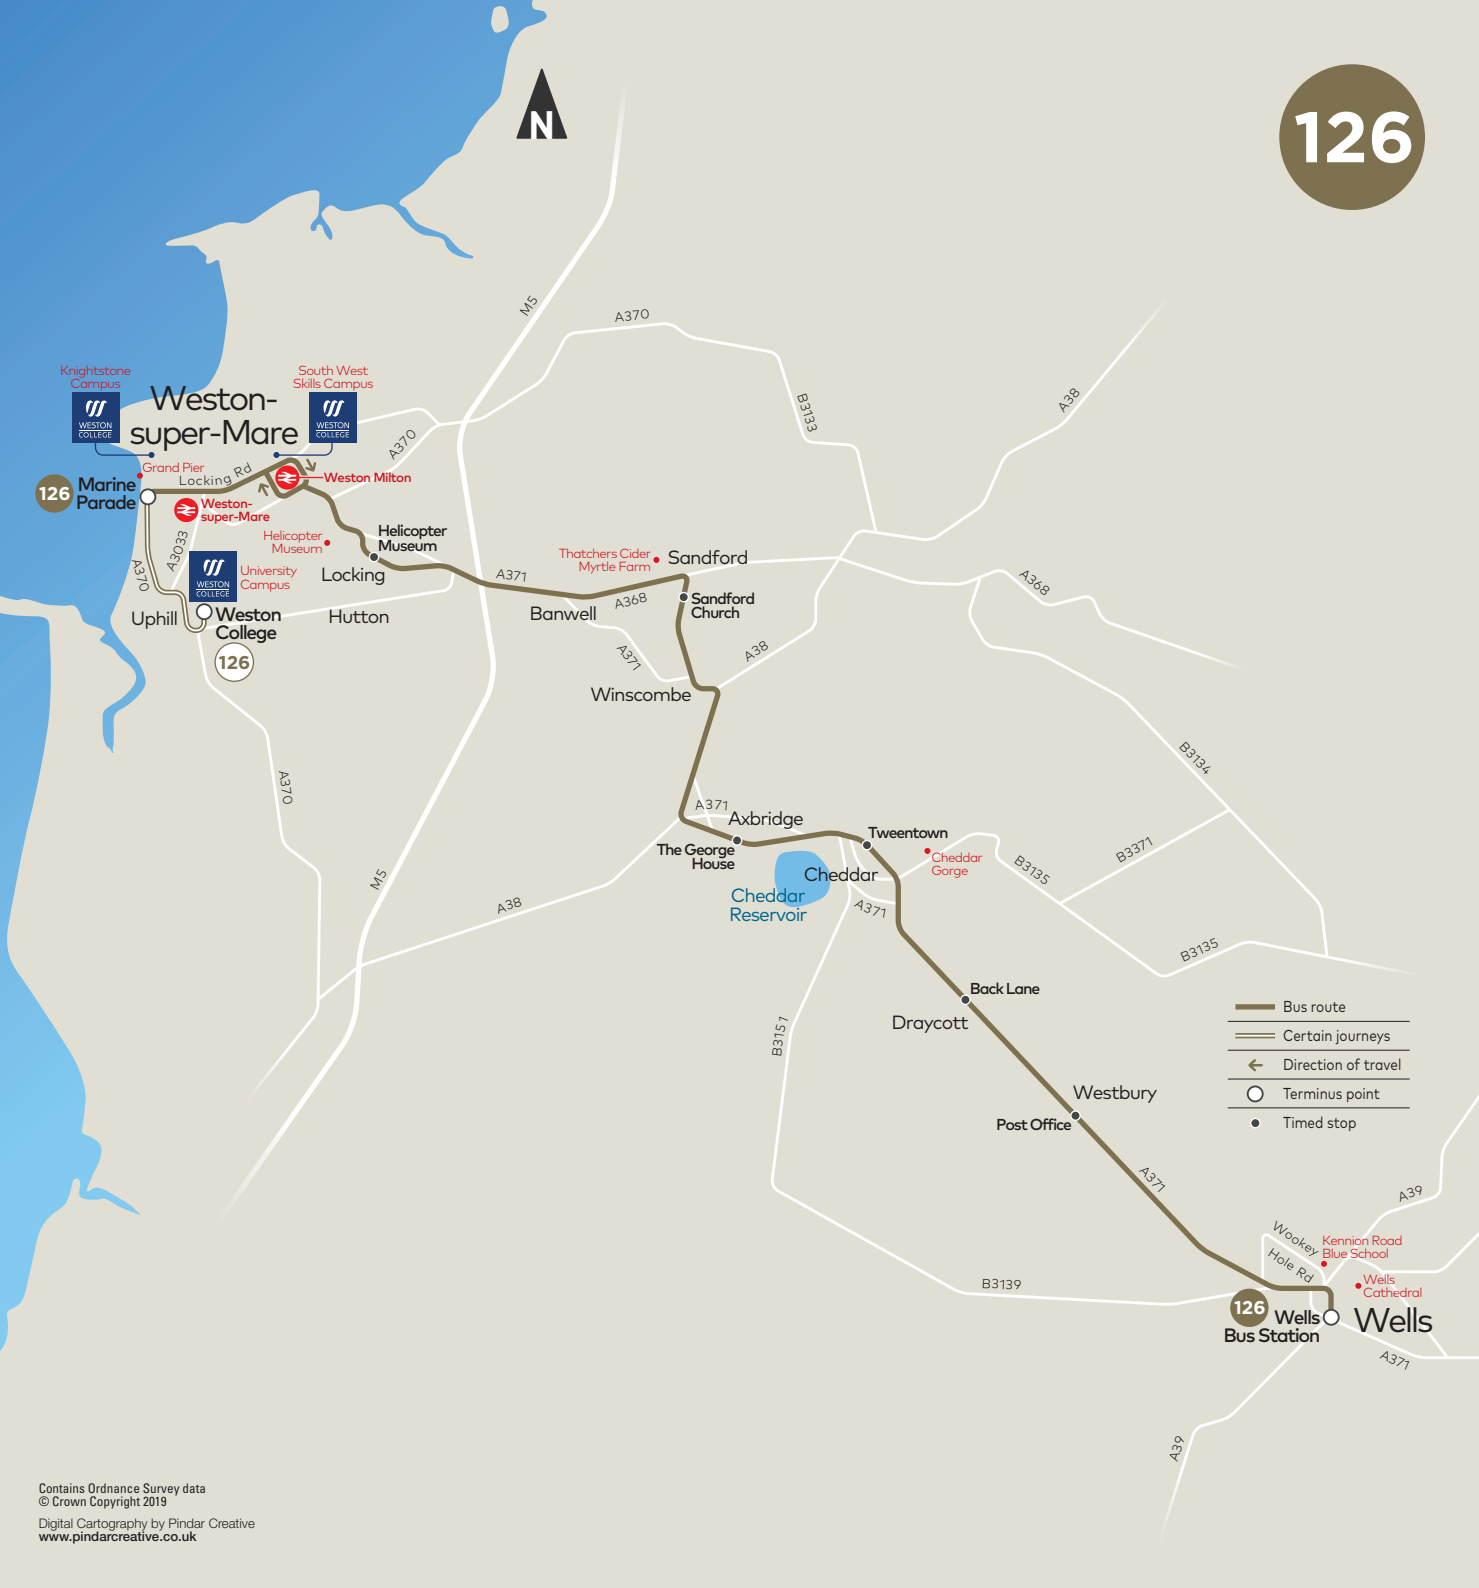 N
126
M5
A370
B3133
A38
Knightstone
Campus
WESTON
COLLEGE
South West
Skills Campus
WESTON
COLLEGE
Weston-
super-Mare
A370
Grand Pier
Locking Rd
Weston Milton
126
Marine
Parade
Weston-
super-Mare
Helicopter
Museum
Helicopter
Museum
A3033
A370
WESTON
COLLEGE
University
Campus
Locking
A371
Thatchers Cider
Myrtle Farm
Sandford
A368
Uphill
Weston
College
126
Hutton
Banwell
A368
Sandford
Church
A371
A38
Winscombe
A370
B3134
A371
Axbridge
Tweentown
The George
House
Cheddar
Cheddar
Gorge
B3135
B3371
M5
A38
Cheddar
Reservoir
A371
B3135
Back Lane
Draycott
B3151
Bus route
Certain journeys
Direction of travel
Terminus point
Timed stop
Westbury
Post Office
A371
A39
Wookey
Hole Rd
Kennion Road
Blue School
Wells
Cathedral
B3139
126
Wells
Bus Station
Wells
A371
A39
Contains Ordnance Survey data
© Crown Copyright 2019
Digital Cartography by Pindar Creative
www.pindarcreative.co.uk